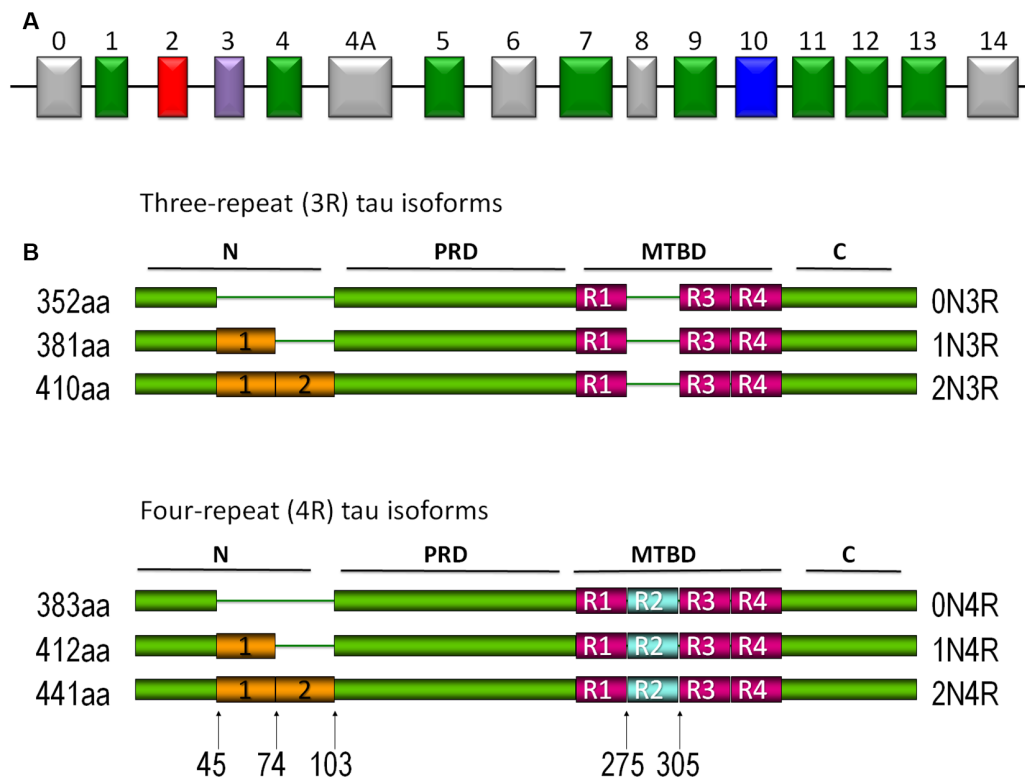 A
0 1 2 3 4 4A 5 6 7 8 9 10 11 12 13 14
Three-repeat (3R) tau isoforms
B
N PRD MTBD C
352aa R1 R3 R4 0N3R
381aa 1 R1 R3 R4 1N3R
410aa 1 2 R1 R3 R4 2N3R
Four-repeat (4R) tau isoforms
N PRD MTBD C
383aa R1 R2 R3 R4 0N4R
412aa 1 R1 R2 R3 R4 1N4R
441aa 1 2 R1 R2 R3 R4 2N4R
45 74 103 275 305